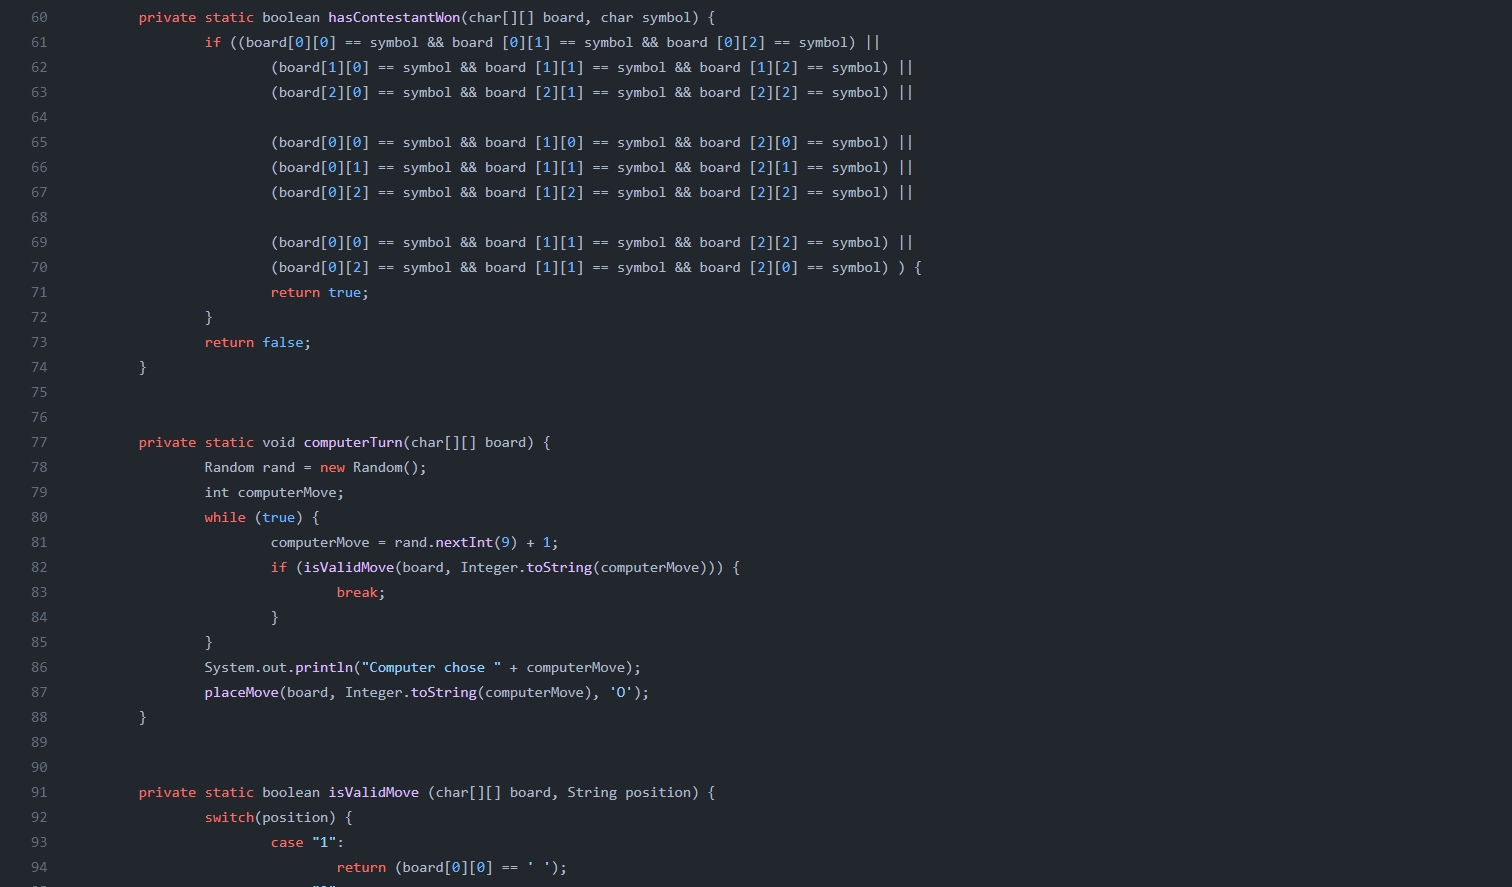 60 private static boolean hasContestantWon(char[][] board, char symbol) {
61 if ((board[0][0] == symbol && board [0][1] == symbol && board [0][2] == symbol) ||
62 (board[1][0] == symbol && board [1][1] == symbol && board [1][2] == symbol) ||
63 (board[2][0] == symbol && board [2][1] == symbol && board [2][2] == symbol) ||
64
65 (board[0][0] == symbol && board [1][0] == symbol && board [2][0] == symbol) ||
66 (board[0][1] == symbol && board [1][1] == symbol && board [2][1] == symbol) ||
67 (board[0][2] == symbol && board [1][2] == symbol && board [2][2] == symbol) ||
68
69 (board[0][0] == symbol && board [1][1] == symbol && board [2][2] == symbol) ||
70 (board[0][2] == symbol && board [1][1] == symbol && board [2][0] == symbol) ) {
71 return true;
72 }
73 return false;
74 }
75
76
77 private static void computerTurn(char[][] board) {
78 Random rand = new Random();
79 int computerMove;
80 while (true) {
81 computerMove = rand.nextInt(9) + 1;
82 if (isValidMove(board, Integer.toString(computerMove))) {
83 break;
84 }
85 }
86 System.out.println("Computer chose " + computerMove);
87 placeMove(board, Integer.toString(computerMove), 'O');
88 }
89
90
91 private static boolean isValidMove (char[][] board, String position) {
92 switch(position) {
93 case "1":
94 return (board[0][0] == ' ');